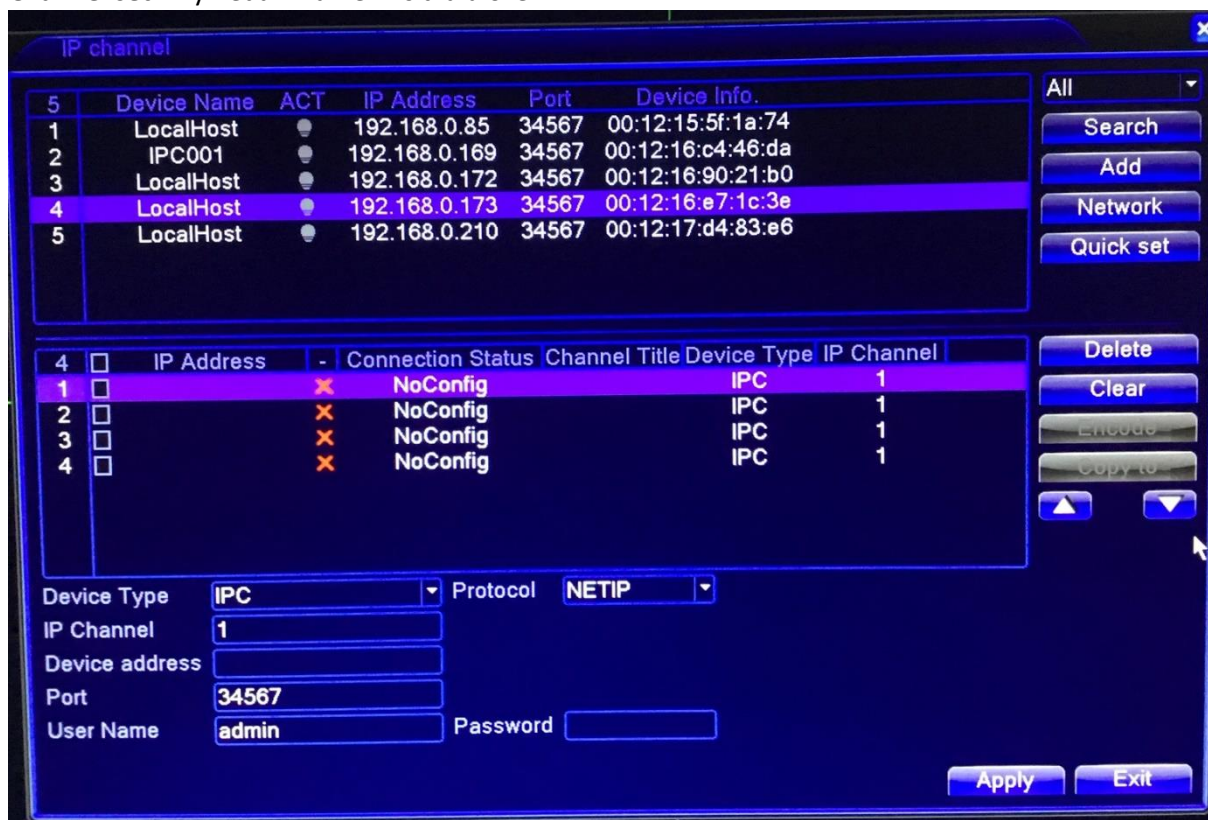 IP channel
5 Device Name ACT IP Address Port Device Info.
1 LocalHost 192.168.0.85 34567 00:12:15:5f:1a:74
2 IPC001 192.168.0.169 34567 00:12:16:c4:46:da
3 LocalHost 192.168.0.172 34567 00:12:16:90:21:b0
4 LocalHost 192.168.0.173 34567 00:12:16:e7:1c:3e
5 LocalHost 192.168.0.210 34567 00:12:17:d4:83:e6
All
Search
Add
Network
Quick set
4 IP Address - Connection Status Channel Title Device Type IP Channel
1 NoConfig IPC 1
2 NoConfig IPC 1
3 NoConfig IPC 1
4 NoConfig IPC 1
Delete
Clear
Encode
Copy to
Device Type IPC Protocol NETIP
IP Channel 1
Device address
Port 34567
User Name admin Password
Apply Exit